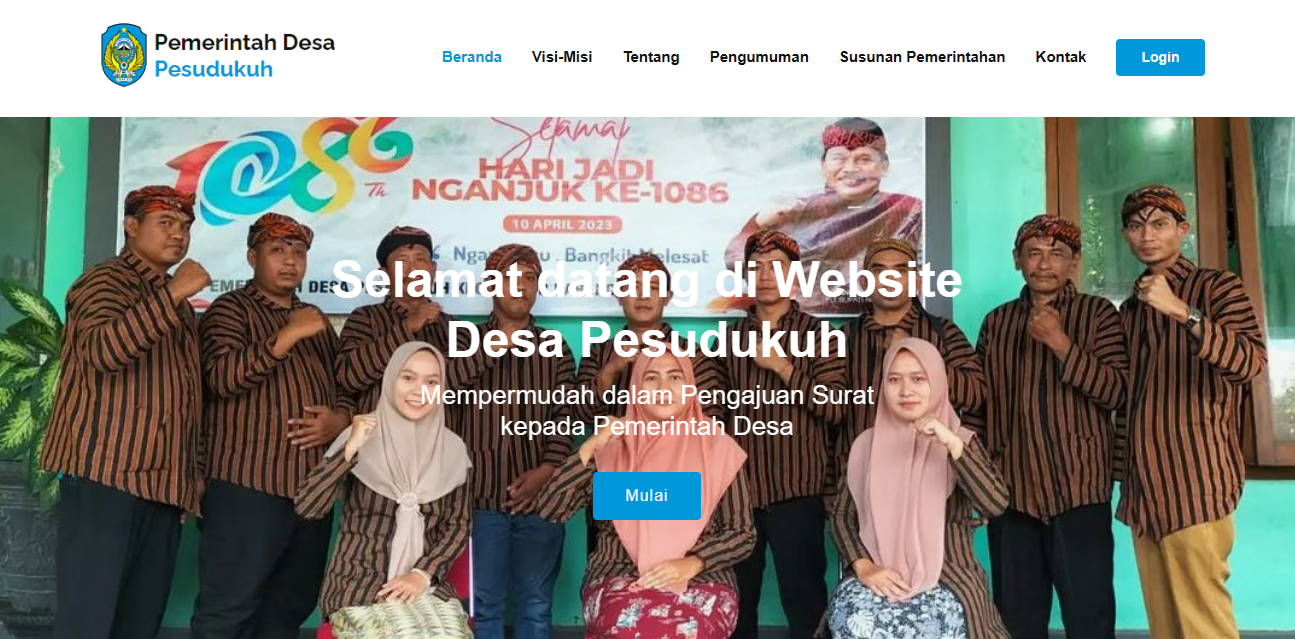 Pemerintah Desa
Pesudukuh
Beranda Visi-Misi Tentang Pengumuman Susunan Pemerintahan Kontak Login
1086 Th
Selamat
HARI JADI
NGANJUK KE-1086
10 APRIL 2023
Bangkit Melesat
DESA
Selamat datang di Website
Desa Pesudukuh
Mempermudah dalam Pengajuan Surat
kepada Pemerintah Desa
Mulai